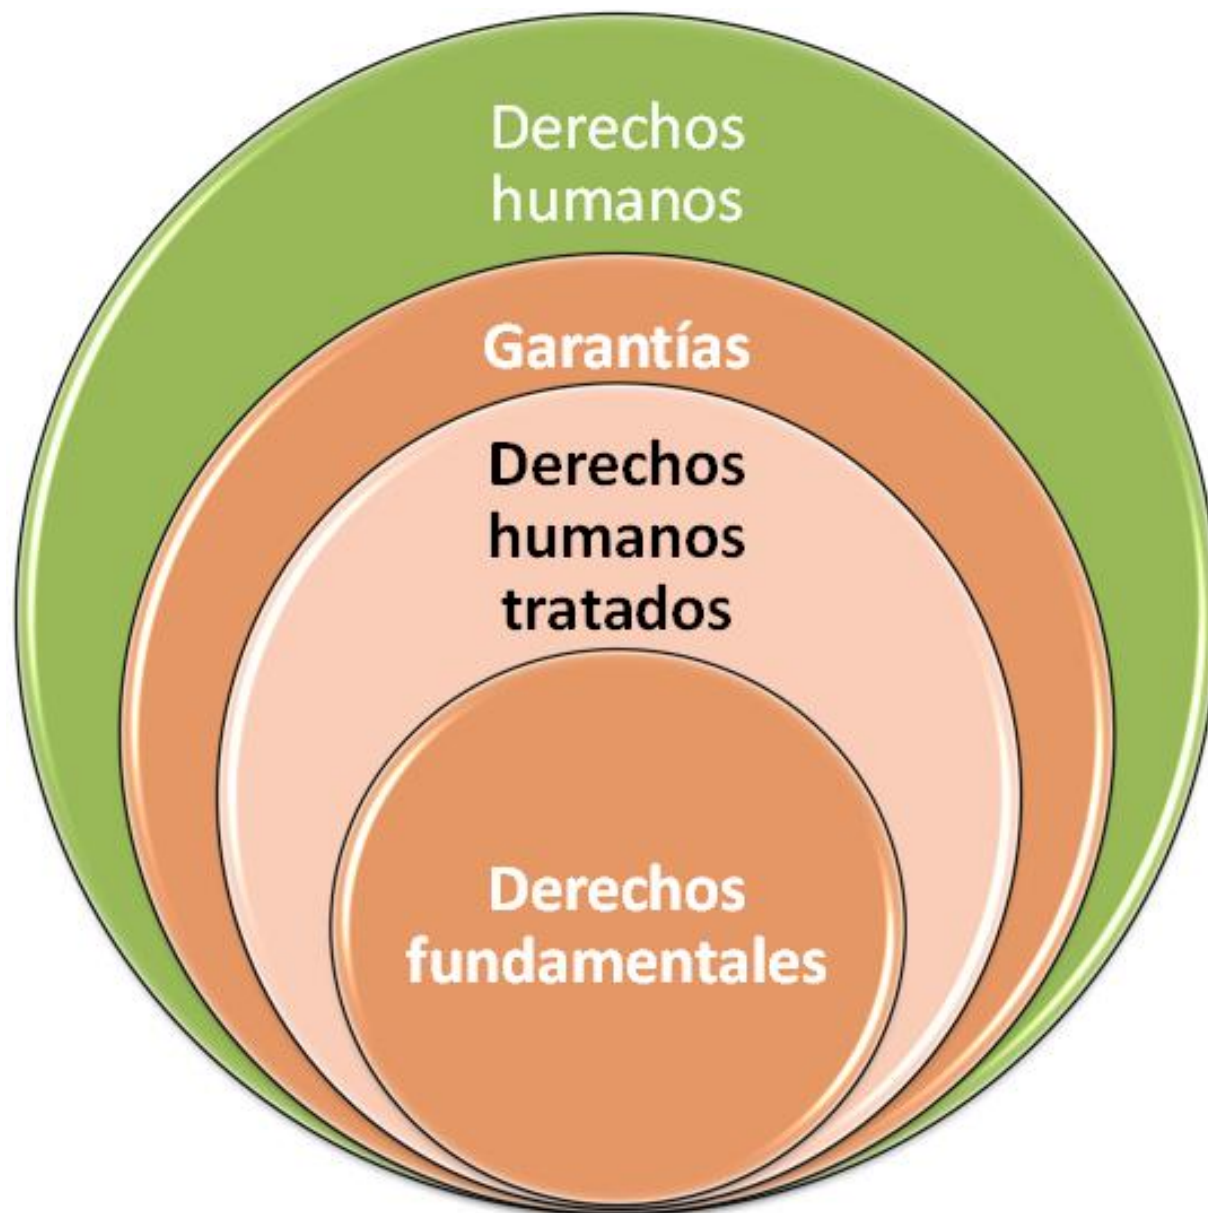 Derechos
humanos
Garantías
Derechos
humanos
tratados
Derechos
fundamentales